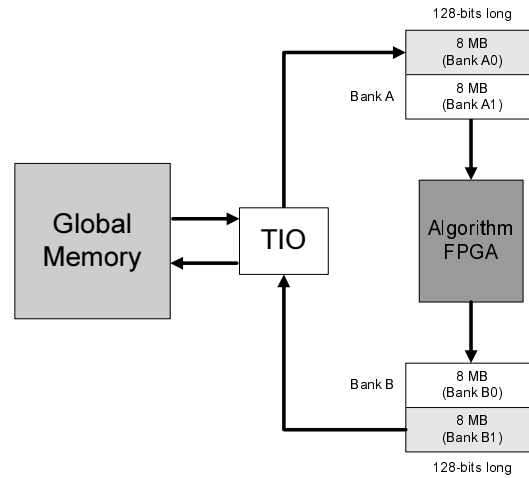 128-bits long
8 MB
(Bank A0)
Bank A
8 MB
(Bank A1)
Global
Memory
TIO
Algorithm
FPGA
Bank B
8 MB
(Bank B0)
8 MB
(Bank B1)
128-bits long